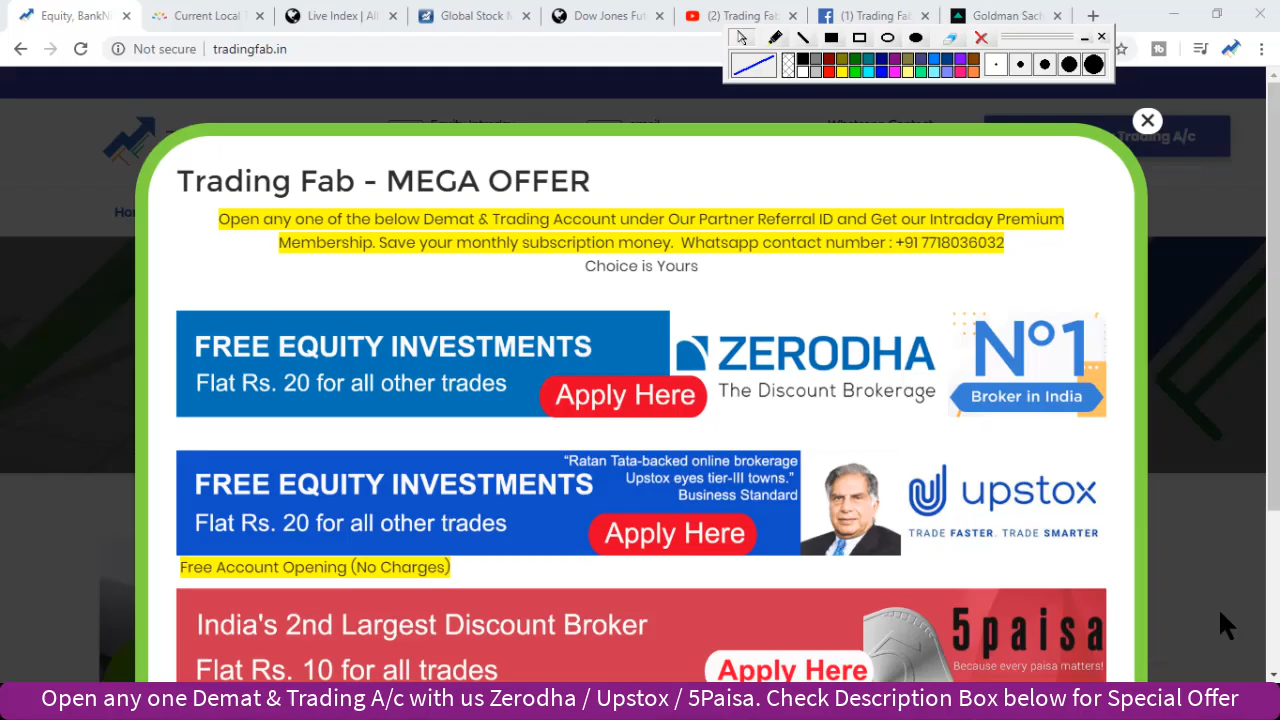 Equity, BankNi
Current Local T
Live Index | Al
Global Stock M
Dow Jones Fut
(2) Trading Fab
(1) Trading Fab
Goldman Sach
Not secure
tradingfab.in
Trading A/c
Trading Fab - MEGA OFFER
Open any one of the below Demat & Trading Account under Our Partner Referral ID and Get our Intraday Premium
Membership. Save your monthly subscription money. Whatsapp contact number : +91 7718036032
Choice is Yours
FREE EQUITY INVESTMENTS
Flat Rs. 20 for all other trades
Apply Here
ZERODHA
The Discount Brokerage
Nº1
Broker in India
"Ratan Tata-backed online brokerage
Upstox eyes tier-III towns."
Business Standard
FREE EQUITY INVESTMENTS
Flat Rs. 20 for all other trades
Apply Here
upstox
TRADE FASTER. TRADE SMARTER
Free Account Opening (No Charges)
India's 2nd Largest Discount Broker
Flat Rs. 10 for all trades
Apply Here
5paisa
Because every paisa matters!
Open any one Demat & Trading A/c with us Zerodha / Upstox / 5Paisa. Check Description Box below for Special Offer